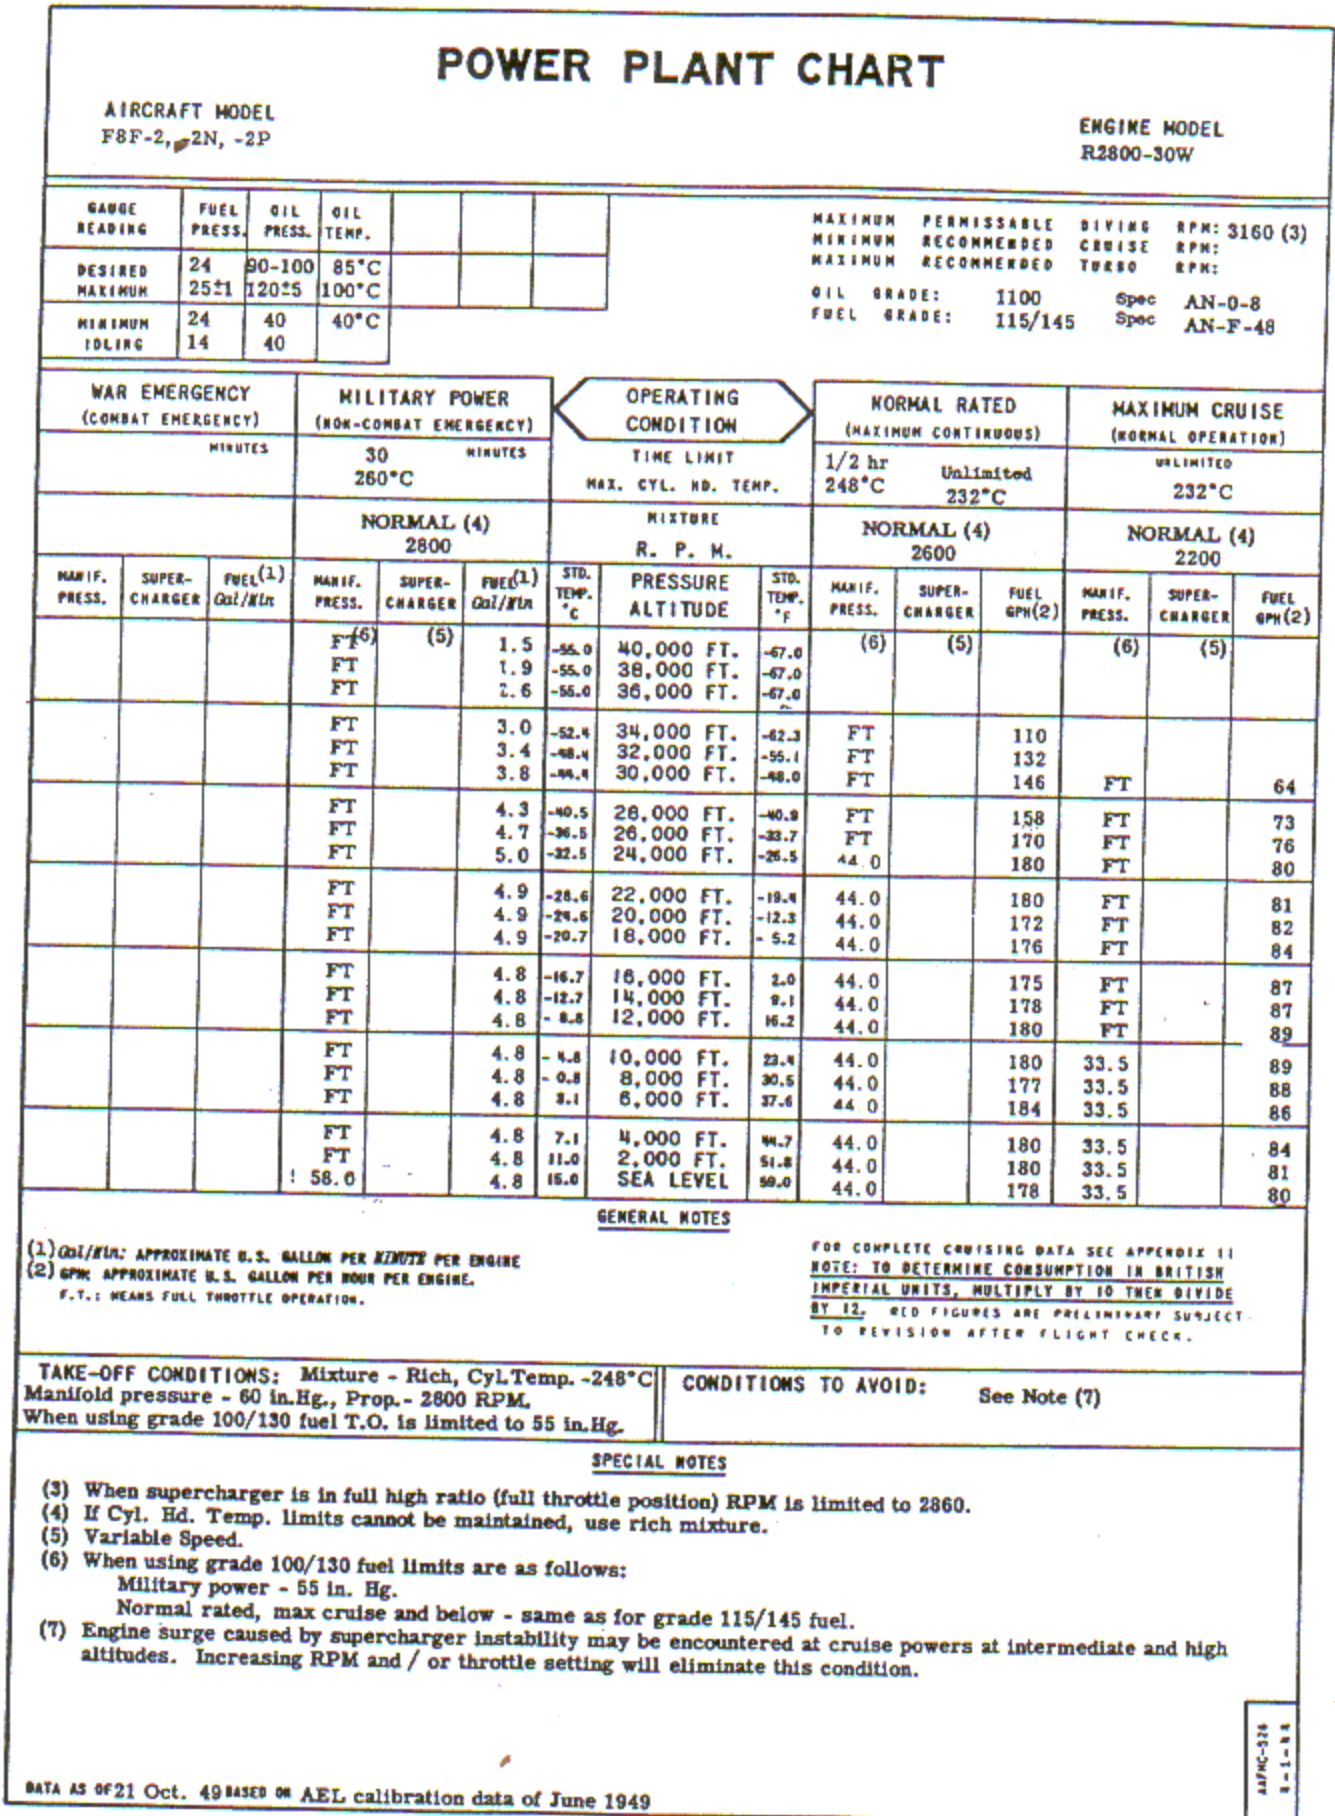 POWER PLANT CHART
AIRCRAFT MODEL
F8F-2, -2N, -2P
ENGINE MODEL
R2800-30W
GAUGE READING FUEL PRESS. OIL PRESS. OIL TEMP.
DESIRED 24 90-100 85°C
MAXIMUM 25±1 120±5 100°C
MINIMUM 24 40 40°C
IDLING 14 40
MAXIMUM PERMISSABLE DIVING RPM: 3160 (3)
MINIMUM RECOMMENDED CRUISE RPM:
MAXIMUM RECOMMENDED TURBO RPM:
OIL GRADE: 1100 Spec AN-0-8
FUEL GRADE: 115/145 Spec AN-F-48
WAR EMERGENCY
(COMBAT EMERGENCY)
MINUTES
MILITARY POWER
(NON-COMBAT EMERGENCY)
30 MINUTES
260°C
NORMAL (4)
2800
OPERATING
CONDITION
TIME LIMIT
MAX. CYL. HD. TEMP.
MIXTURE
R. P. M.
NORMAL RATED
(MAXIMUM CONTINUOUS)
1/2 hr Unlimited
248°C 232°C
NORMAL (4)
2600
MAXIMUM CRUISE
(NORMAL OPERATION)
UNLIMITED
232°C
NORMAL (4)
2200
MANIF. PRESS. SUPER-CHARGER FUEL(1) Gal/Min MANIF. PRESS. SUPER-CHARGER FUEL(1) Gal/Min STD. TEMP. °C PRESSURE ALTITUDE STD. TEMP. °F MANIF. PRESS. SUPER-CHARGER FUEL GPH(2) MANIF. PRESS. SUPER-CHARGER FUEL GPH(2)
FT(6) (5) 1.5 -55.0 40,000 FT. -67.0 (6) (5) (6) (5)
FT 1.9 -55.0 38,000 FT. -67.0
FT 2.6 -55.0 36,000 FT. -67.0
FT 3.0 -52.4 34,000 FT. -62.3 FT 110
FT 3.4 -48.4 32,000 FT. -55.1 FT 132
FT 3.8 -44.4 30,000 FT. -48.0 FT 146 FT 64
FT 4.3 -40.5 28,000 FT. -40.9 FT 158 FT 73
FT 4.7 -36.5 26,000 FT. -33.7 FT 170 FT 76
FT 5.0 -32.5 24,000 FT. -26.5 44.0 180 FT 80
FT 4.9 -28.6 22,000 FT. -19.4 44.0 180 FT 81
FT 4.9 -24.6 20,000 FT. -12.3 44.0 172 FT 82
FT 4.9 -20.7 18,000 FT. - 5.2 44.0 176 FT 84
FT 4.8 -16.7 16,000 FT. 2.0 44.0 175 FT 87
FT 4.8 -12.7 14,000 FT. 9.1 44.0 178 FT 87
FT 4.8 - 8.8 12,000 FT. 16.2 44.0 180 FT 89
FT 4.8 - 4.8 10,000 FT. 23.4 44.0 180 33.5 89
FT 4.8 - 0.8 8,000 FT. 30.5 44.0 177 33.5 88
FT 4.8 3.1 6,000 FT. 37.6 44.0 184 33.5 86
FT 4.8 7.1 4,000 FT. 44.7 44.0 180 33.5 84
FT 4.8 11.0 2,000 FT. 51.8 44.0 180 33.5 81
58.0 4.8 15.0 SEA LEVEL 59.0 44.0 178 33.5 80
GENERAL NOTES
(1) Gal/Min: APPROXIMATE U.S. GALLON PER MINUTE PER ENGINE
(2) GPH: APPROXIMATE U.S. GALLON PER HOUR PER ENGINE.
F.T.: MEANS FULL THROTTLE OPERATION.
FOR COMPLETE CRUISING DATA SEE APPENDIX II
NOTE: TO DETERMINE CONSUMPTION IN BRITISH
IMPERIAL UNITS, MULTIPLY BY 10 THEN DIVIDE
BY 12. RED FIGURES ARE PRELIMINARY SUBJECT
TO REVISION AFTER FLIGHT CHECK.
TAKE-OFF CONDITIONS: Mixture - Rich, Cyl.Temp. -248°C
Manifold pressure - 60 in.Hg., Prop.- 2800 RPM.
When using grade 100/130 fuel T.O. is limited to 55 in.Hg.
CONDITIONS TO AVOID: See Note (7)
SPECIAL NOTES
(3) When supercharger is in full high ratio (full throttle position) RPM is limited to 2860.
(4) If Cyl. Hd. Temp. limits cannot be maintained, use rich mixture.
(5) Variable Speed.
(6) When using grade 100/130 fuel limits are as follows:
Military power - 55 in. Hg.
Normal rated, max cruise and below - same as for grade 115/145 fuel.
(7) Engine surge caused by supercharger instability may be encountered at cruise powers at intermediate and high
altitudes. Increasing RPM and / or throttle setting will eliminate this condition.
DATA AS OF 21 Oct. 49 BASED ON AEL calibration data of June 1949
AAFMC-526